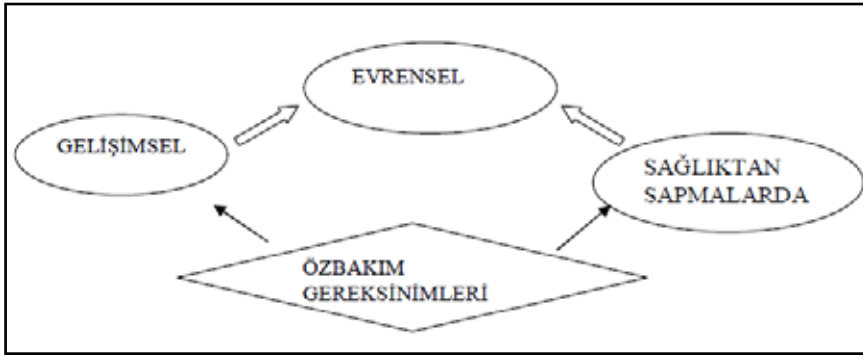 EVRENSEL
GELİŞİMSEL
SAĞLIKTAN
SAPMALARDA
ÖZBAKIM
GEREKSİNİMLERİ